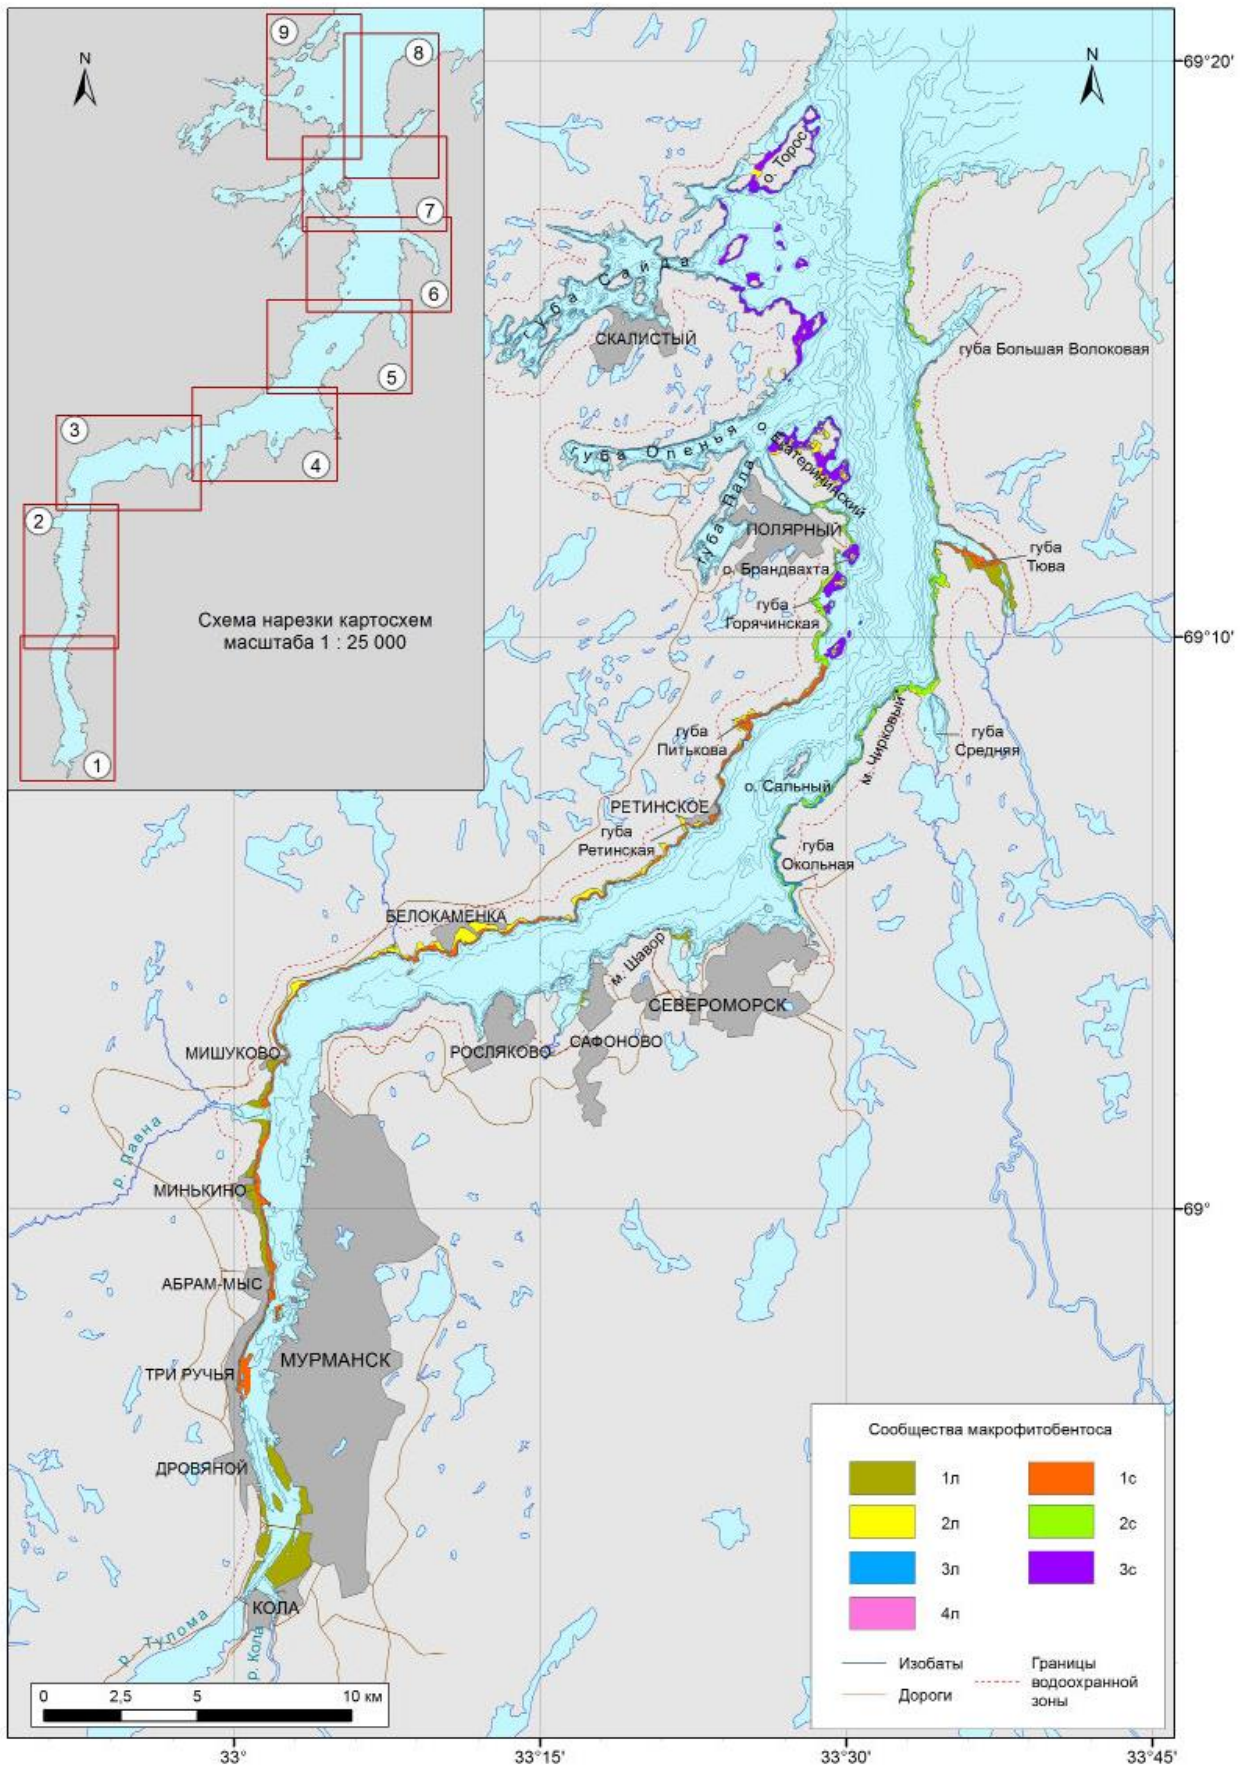 9
8
N
7
6
5
3
4
2
1
Схема нарезки картосхем
масштаба 1 : 25 000
N
69°20'
69°10'
69°
о. Торос
губа Сайда
СКАЛИСТЫЙ
губа Большая Волоковая
губа Оленья
о. Екатерининский
губа Пала
ПОЛЯРНЫЙ
о. Брандвахта
губа
Тюва
губа
Горячинская
губа
Питькова
м. Чирковый
губа
Средняя
о. Сальный
РЕТИНСКОЕ
губа
Ретинская
губа
Окольная
БЕЛОКАМЕНКА
м. Шавор
СЕВЕРОМОРСК
МИШУКОВО
РОСЛЯКОВО
САФОНОВО
р. Лавна
МИНЬКИНО
АБРАМ-МЫС
МУРМАНСК
ТРИ РУЧЬЯ
ДРОВЯНОЙ
КОЛА
р. Тулома
р. Кола
0 2,5 5 10 км
Сообщества макрофитобентоса
1л 1с
2л 2с
3л 3с
4л
Изобаты
Дороги
Границы
водоохранной
зоны
33° 33°15' 33°30' 33°45'